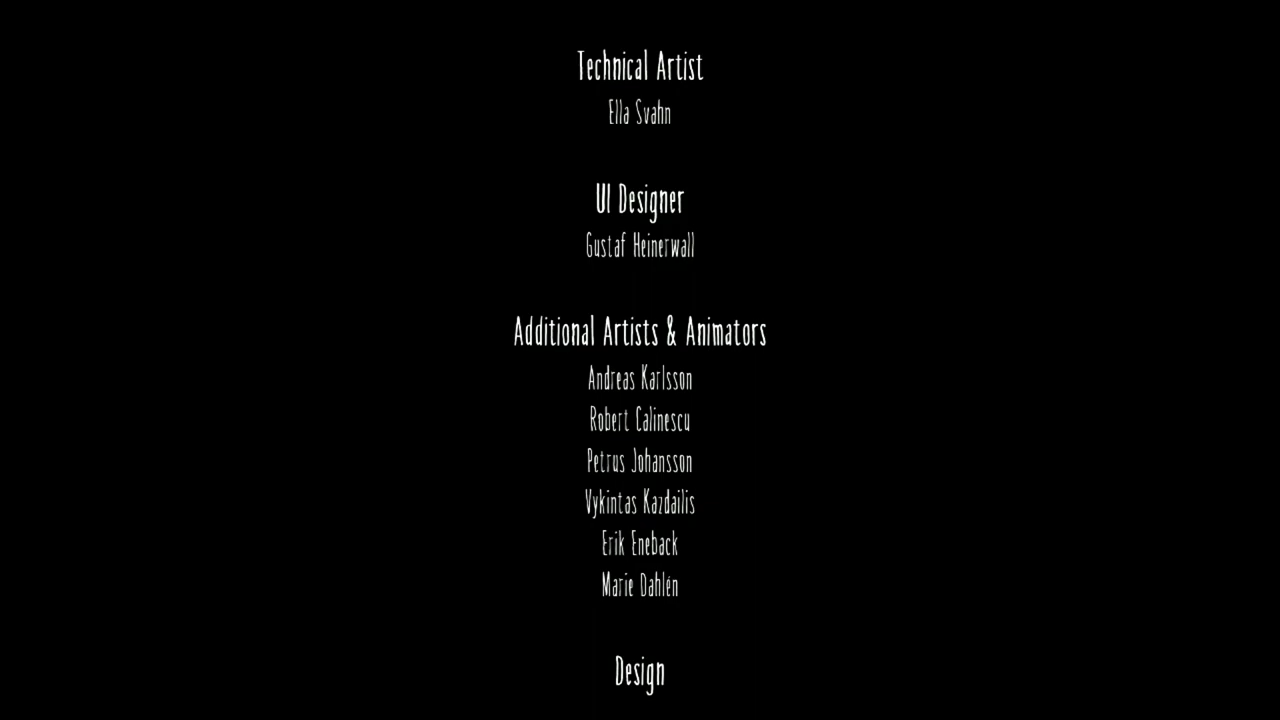 Technical Artist
Ella Svahn
UI Designer
Gustaf Heinerwall
Additional Artists & Animators
Andreas Karlsson
Robert Calinescu
Petrus Johansson
Vykintas Kazdailis
Erik Eneback
Marie Dahlén
Design